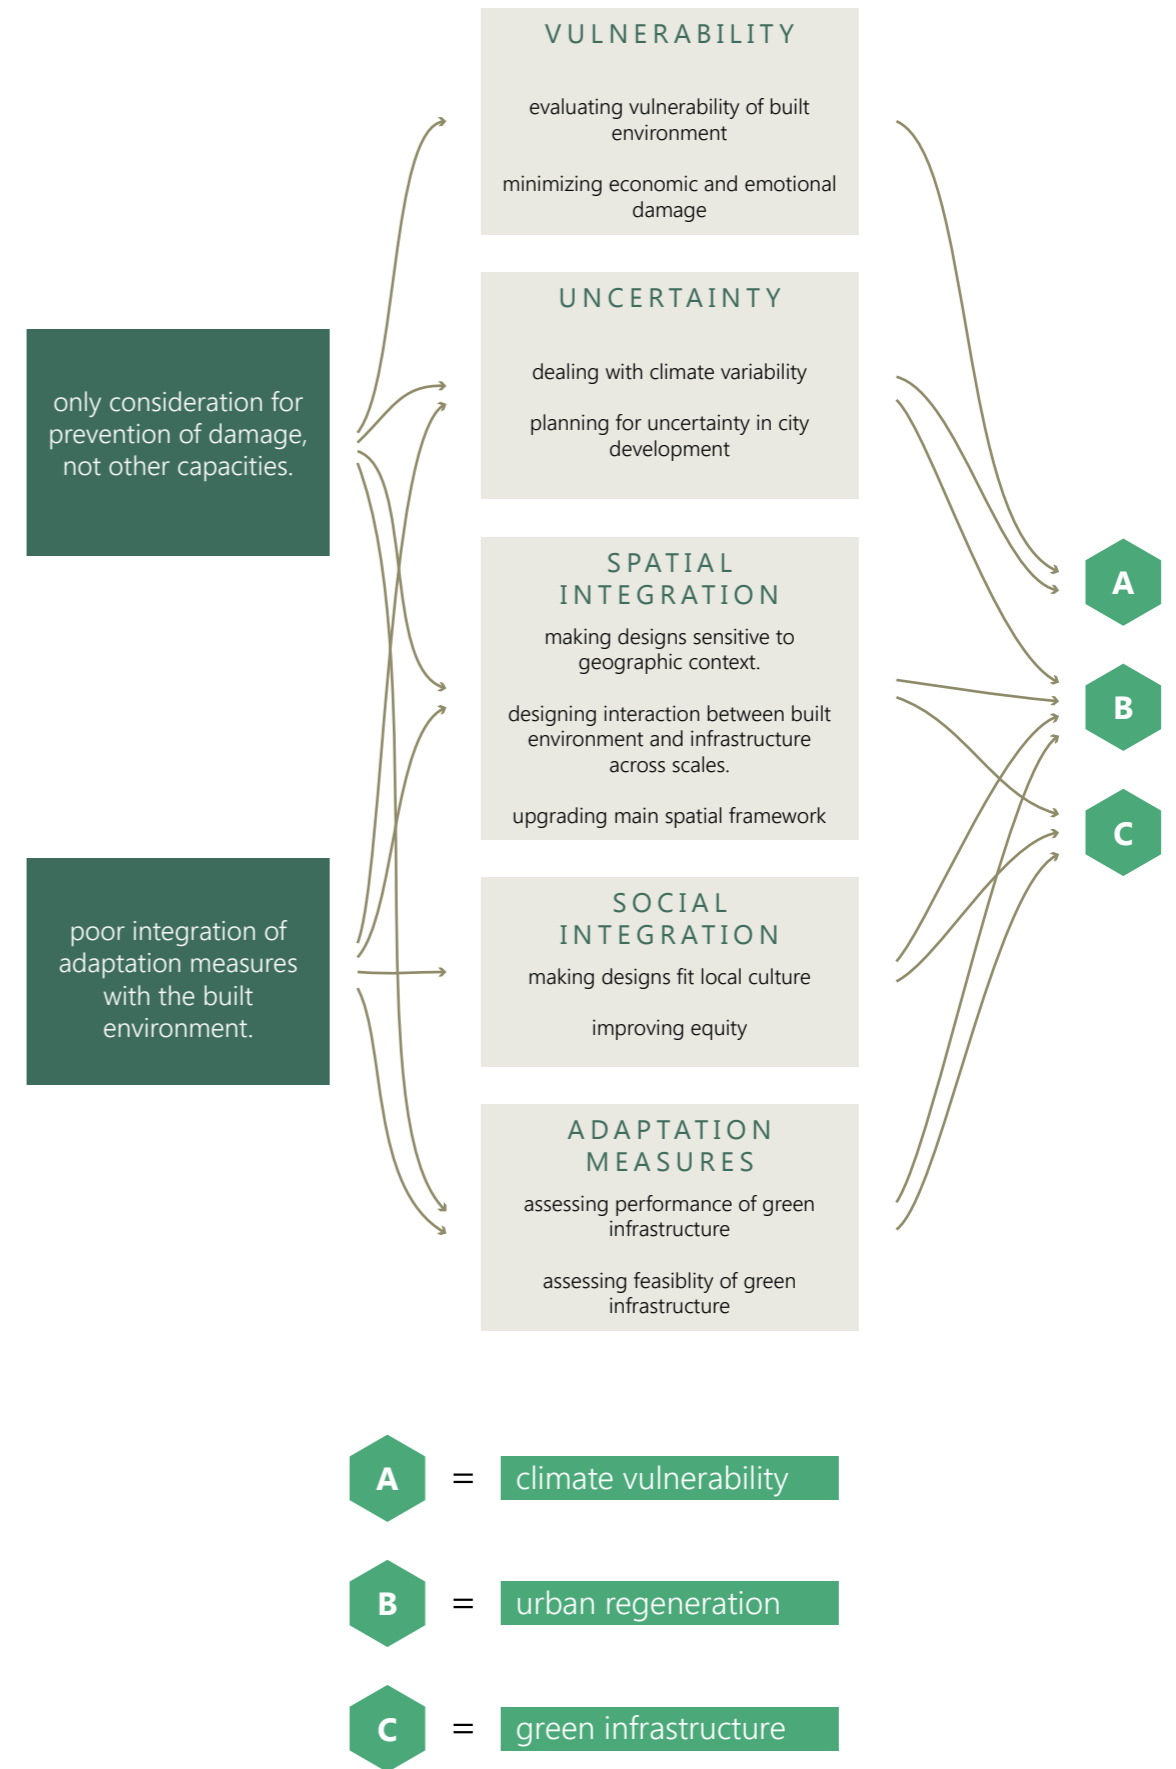 VULNERABILITY
evaluating vulnerability of built
environment
minimizing economic and emotional
damage
UNCERTAINTY
dealing with climate variability
planning for uncertainty in city
development
only consideration for
prevention of damage,
not other capacities.
SPATIAL
INTEGRATION
making designs sensitive to
geographic context.
designing interaction between built
environment and infrastructure
across scales.
upgrading main spatial framework
poor integration of
adaptation measures
with the built
environment.
SOCIAL
INTEGRATION
making designs fit local culture
improving equity
ADAPTATION
MEASURES
assessing performance of green
infrastructure
assessing feasiblity of green
infrastructure
A
B
C
A = climate vulnerability
B = urban regeneration
C = green infrastructure